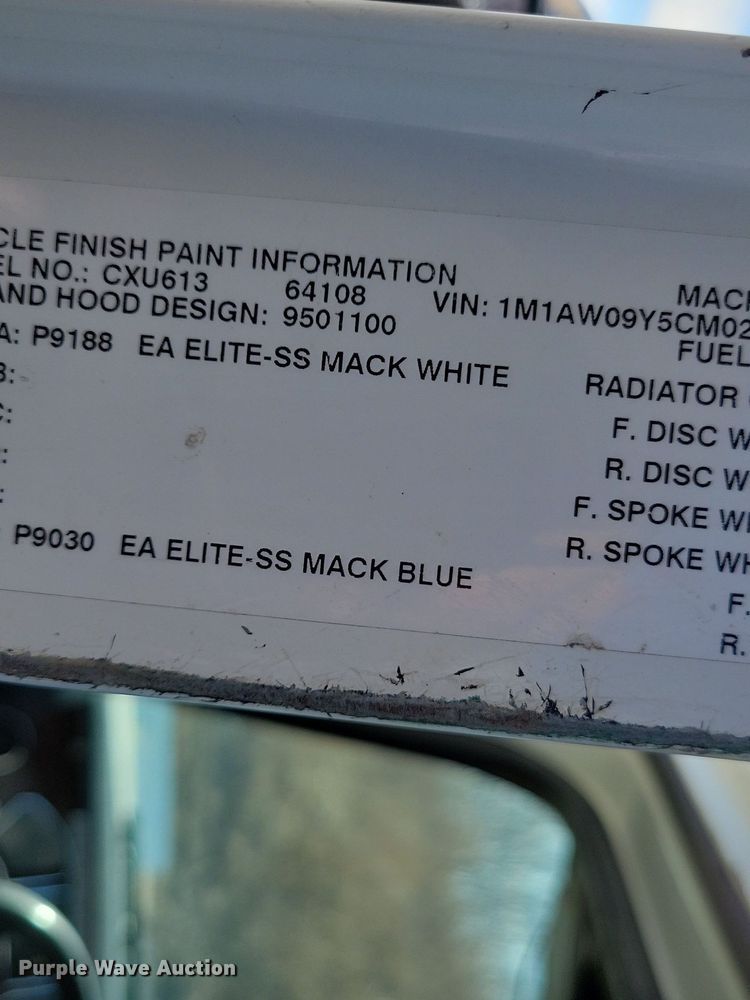 CLE FINISH PAINT INFORMATION
EL NO.: CXU613 64108 VIN: 1M1AW09Y5CM02
AND HOOD DESIGN: 9501100
A: P9188 EA ELITE-SS MACK WHITE
B:
C:
:
:
P9030 EA ELITE-SS MACK BLUE
MAC
FUEL
RADIATOR
F. DISC W
R. DISC W
F. SPOKE W
R. SPOKE WH
F.
R.
Purple Wave Auction